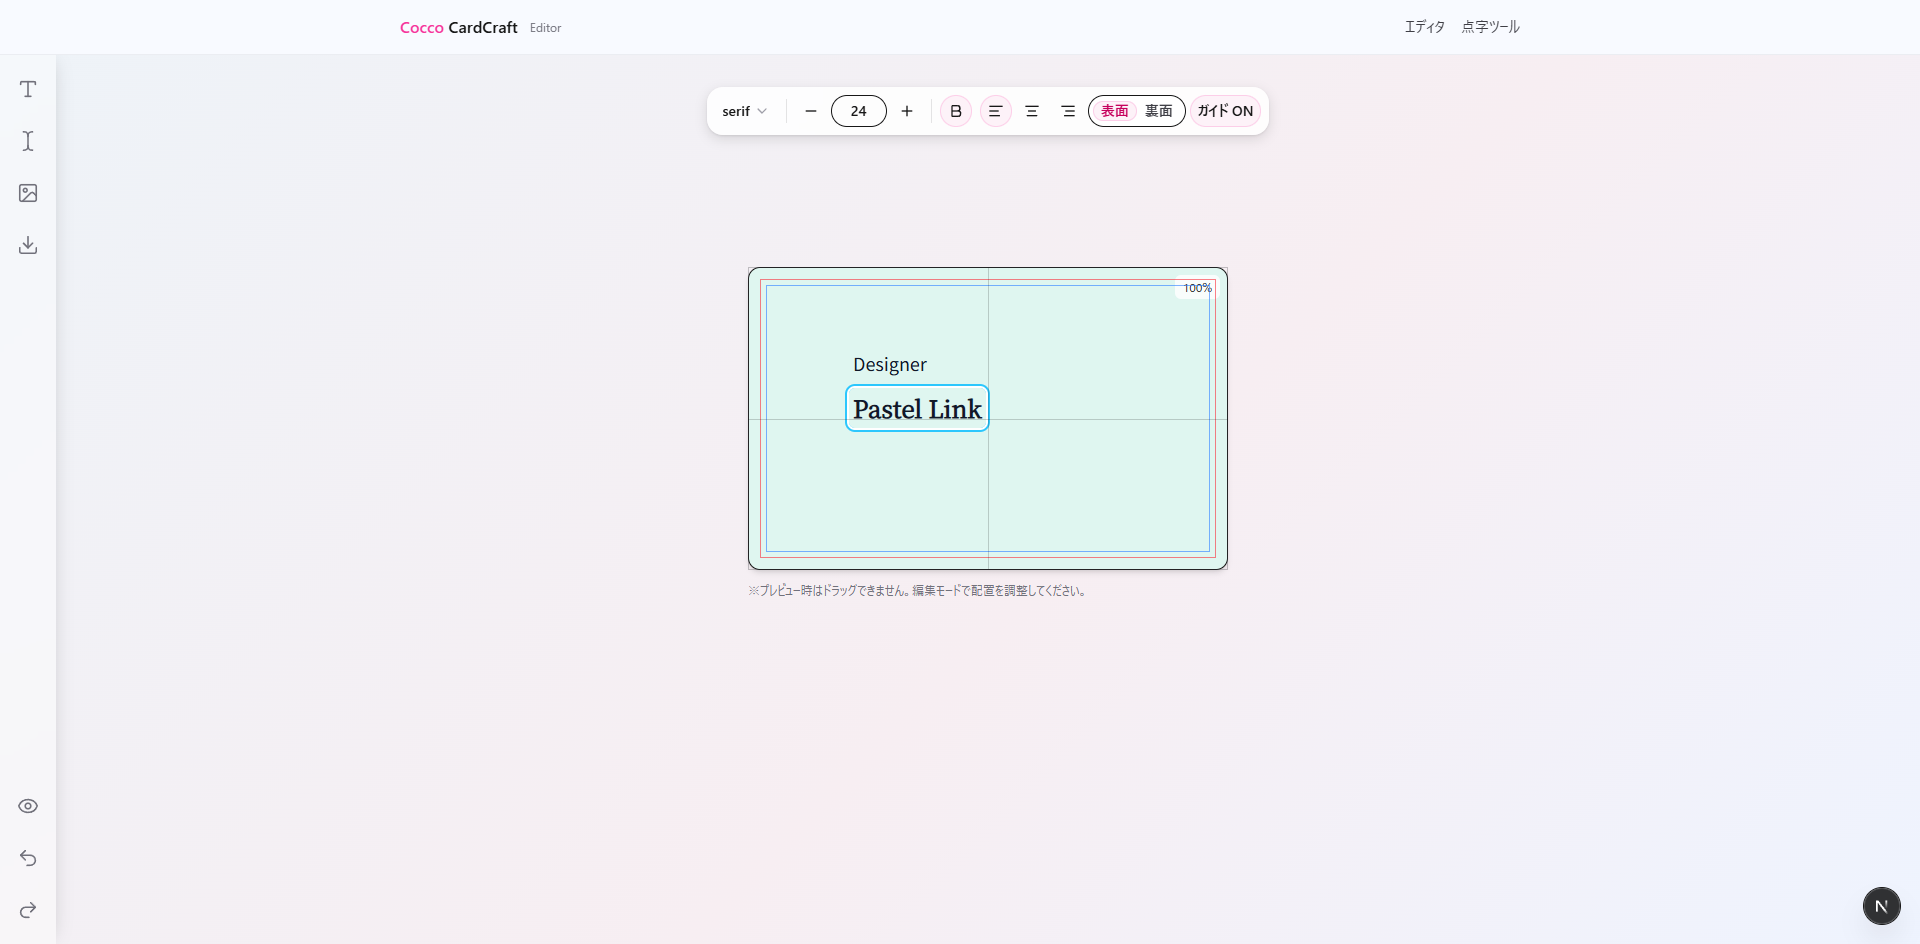 Cocco CardCraft Editor
エディタ 点字ツール
serif 24 B 表面 裏面 ガイド ON
100%
Designer
Pastel Link
※プレビュー時はドラッグできません。編集モードで配置を調整してください。
N